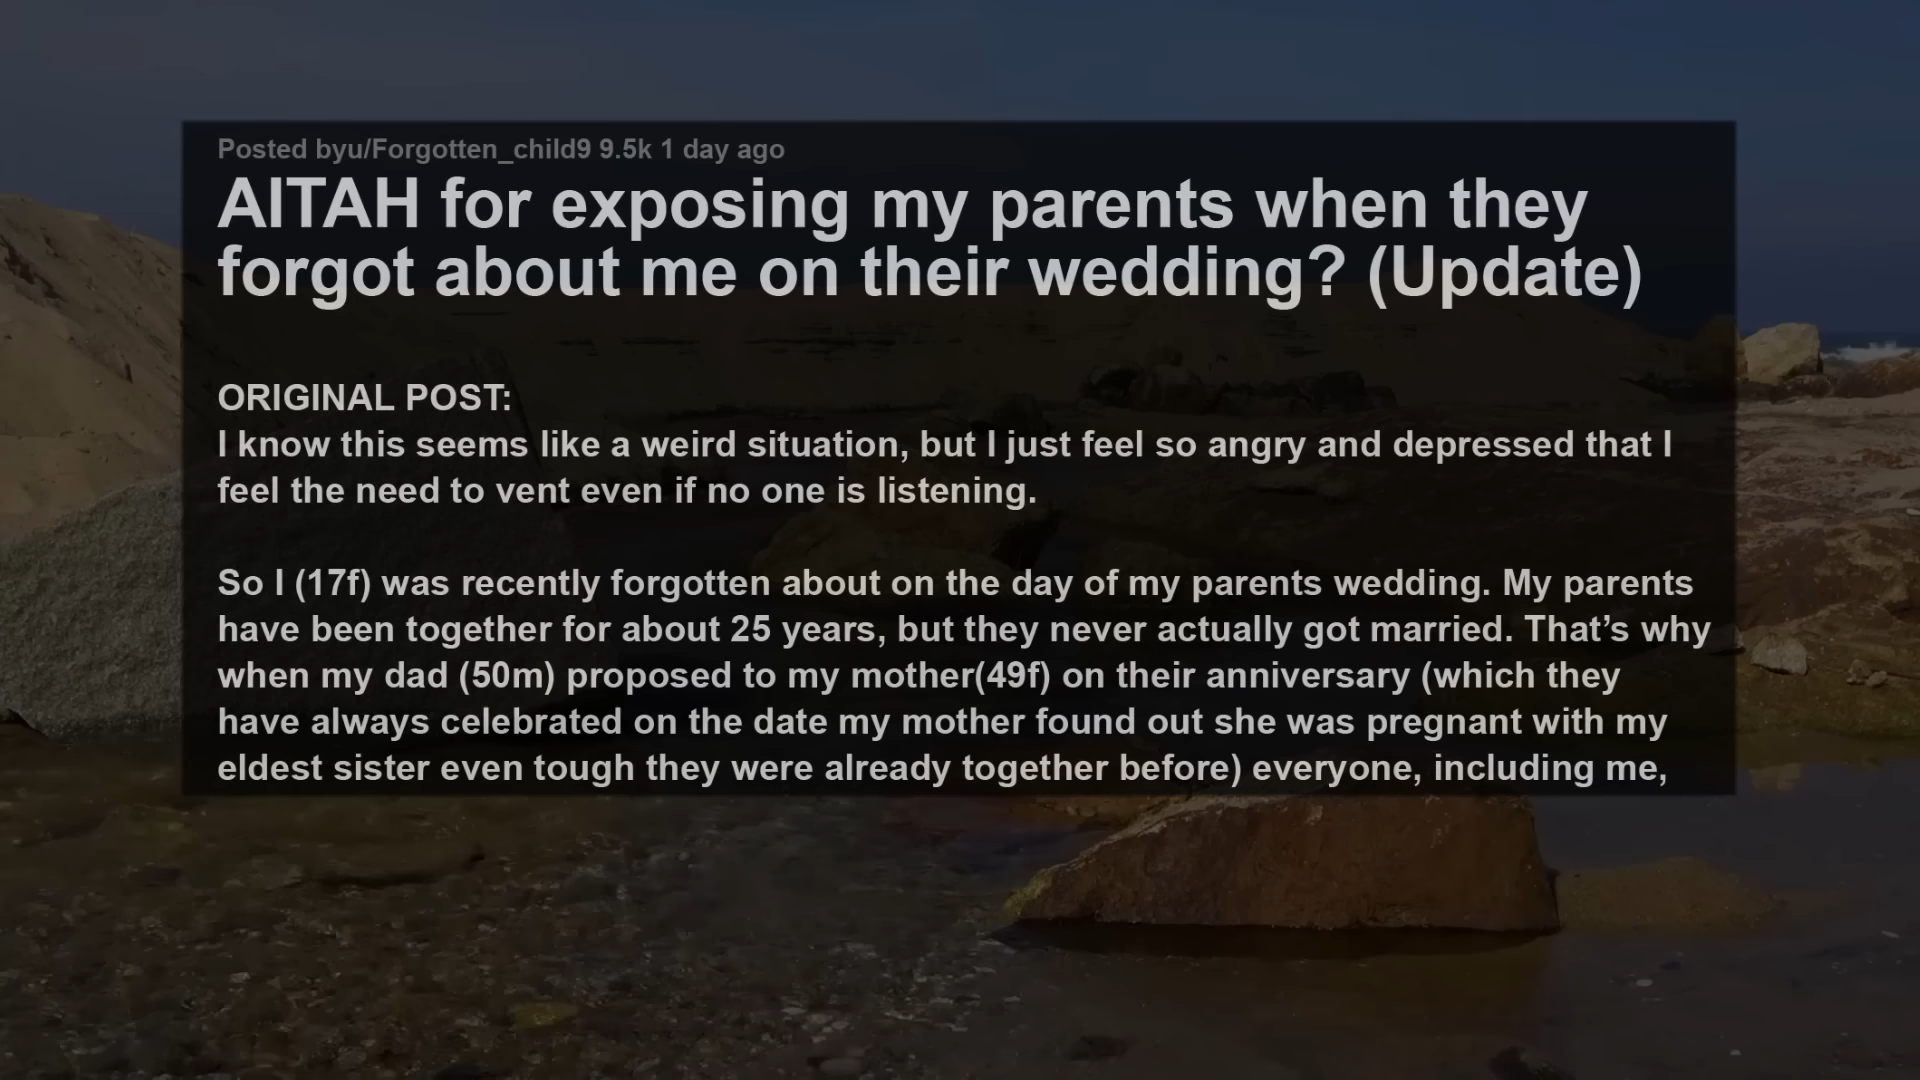 Posted byu/Forgotten_child9 9.5k 1 day ago
AITAH for exposing my parents when they
forgot about me on their wedding? (Update)
ORIGINAL POST:
I know this seems like a weird situation, but I just feel so angry and depressed that I
feel the need to vent even if no one is listening.
So I (17f) was recently forgotten about on the day of my parents wedding. My parents
have been together for about 25 years, but they never actually got married. That’s why
when my dad (50m) proposed to my mother(49f) on their anniversary (which they
have always celebrated on the date my mother found out she was pregnant with my
eldest sister even tough they were already together before) everyone, including me,